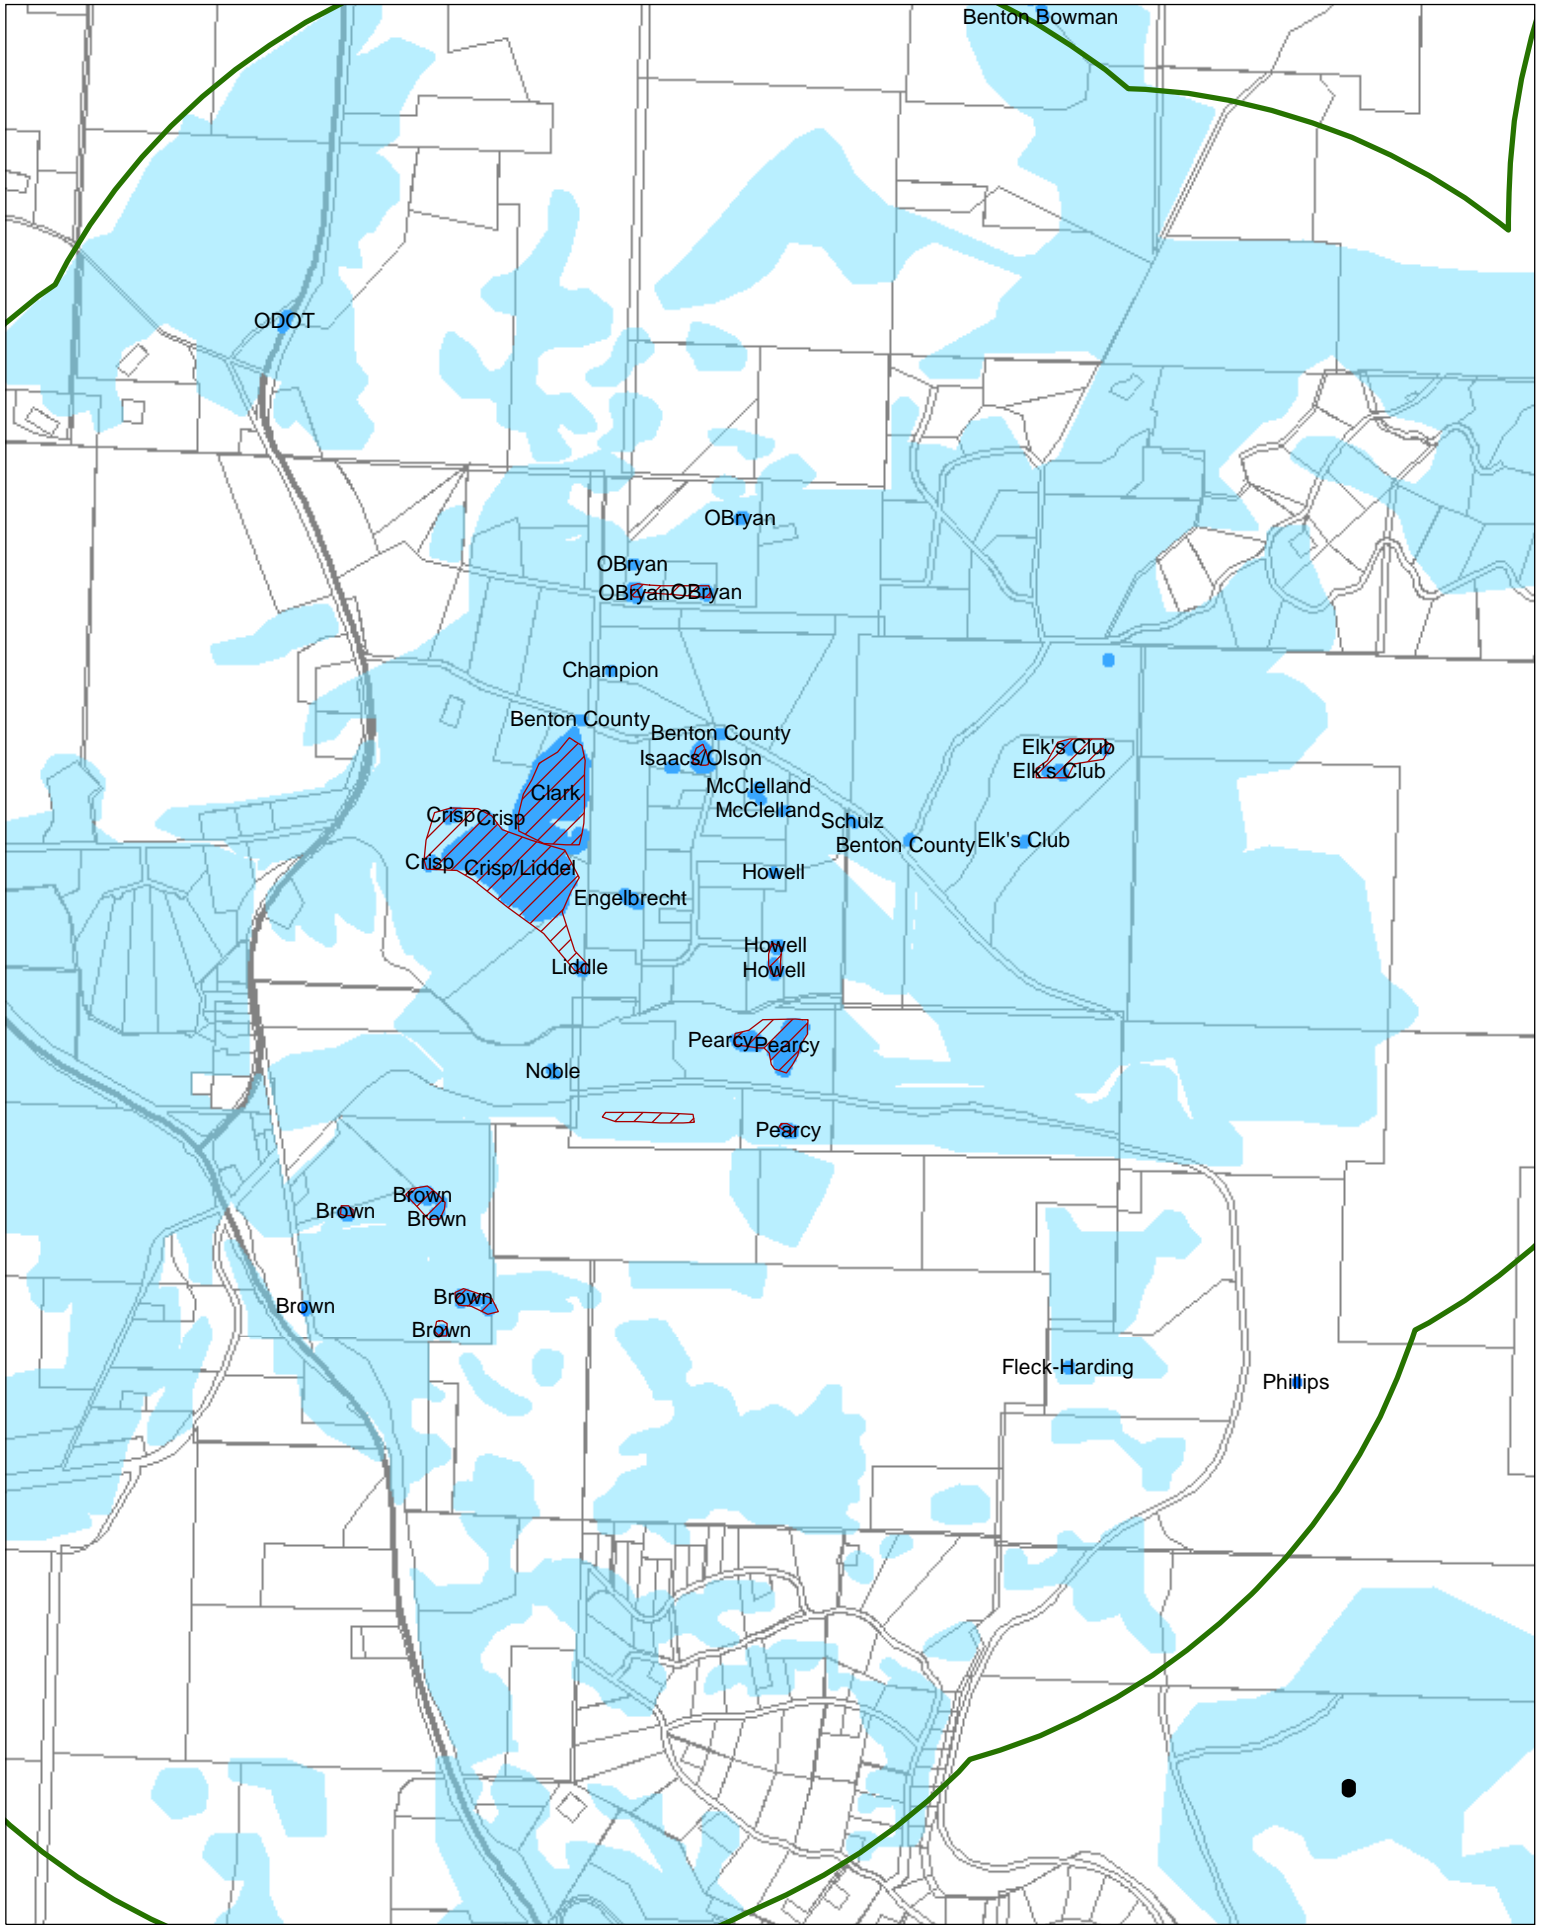 Benton Bowman
ODOT
OBryan
OBryan
OBryan
OBryan
Champion
Benton County
Benton County
Elk's Club
Isaacs/Olson
Elk's Club
McClelland
Clark
McClelland
Crisp
Crisp
Schulz
Benton County
Elk's Club
Crisp
Crisp/Liddel
Howell
Engelbrecht
Howell
Liddle
Howell
Pearcy
Pearcy
Noble
Pearcy
Brown
Brown
Brown
Brown
Brown
Brown
Fleck-Harding
Phillips